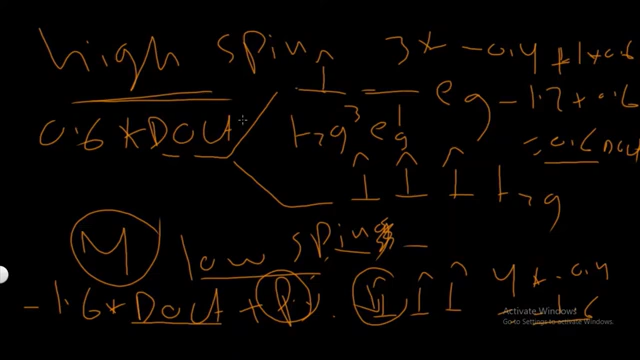 high spin 3x -0.4 + 1x0.6
eg -1.2 + 0.6
0.6 * DOCT t2g³ eg¹ = 0.6 DOCT
t2g
M low spin
-1.6 * DOCT + P 4 * -0.4
-1.6
Activate Windows
Go to Settings to activate Windows.